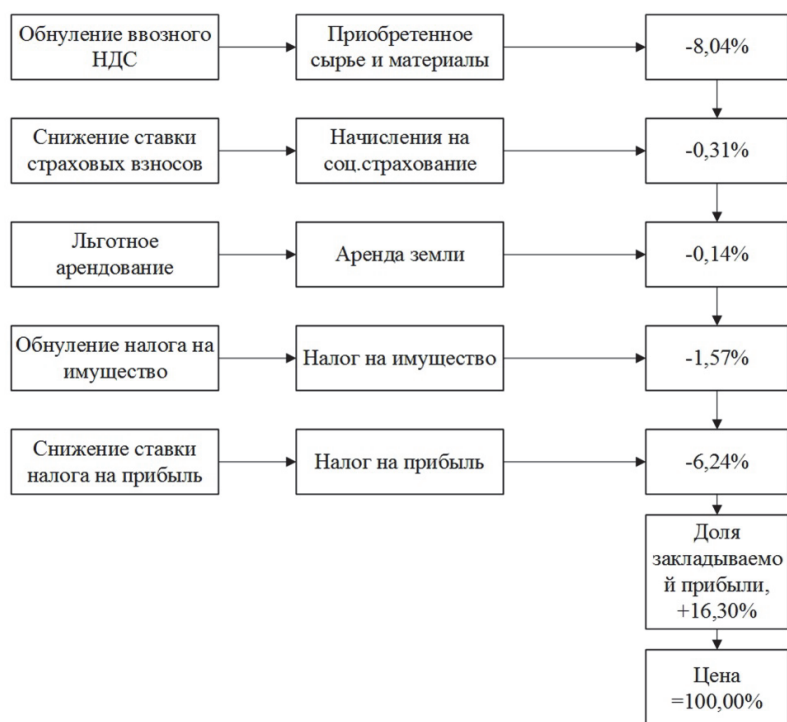 Обнуление ввозного
НДС
Приобретенное
сырье и материалы
-8,04%
Снижение ставки
страховых взносов
Начисления на
соц.страхование
-0,31%
Льготное
арендование
Аренда земли
-0,14%
Обнуление налога на
имущество
Налог на имущество
-1,57%
Снижение ставки
налога на прибыль
Налог на прибыль
-6,24%
Доля
закладываемо
й прибыли,
+16,30%
Цена
=100,00%